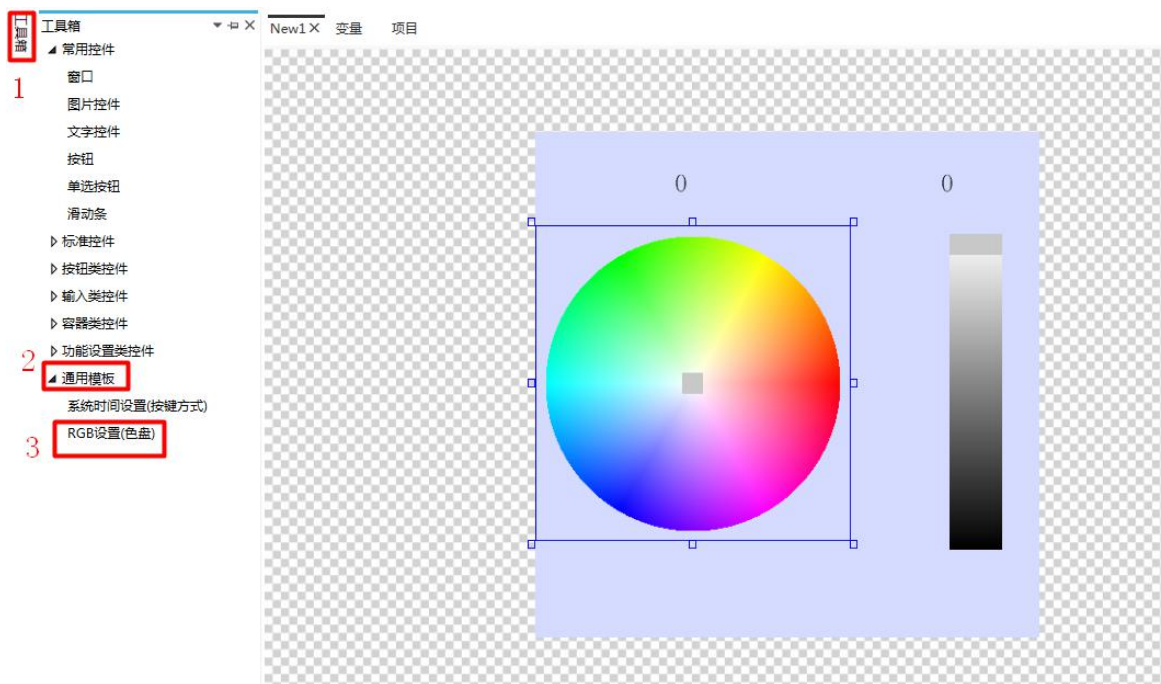 工具箱
工具箱
New1 变量 项目
常用控件
窗口
1
图片控件
文字控件
按钮
单选按钮
滑动条
标准控件
按钮类控件
输入类控件
容器类控件
功能设置类控件
2
通用模板
系统时间设置(按键方式)
RGB设置(色盘)
3
0
0